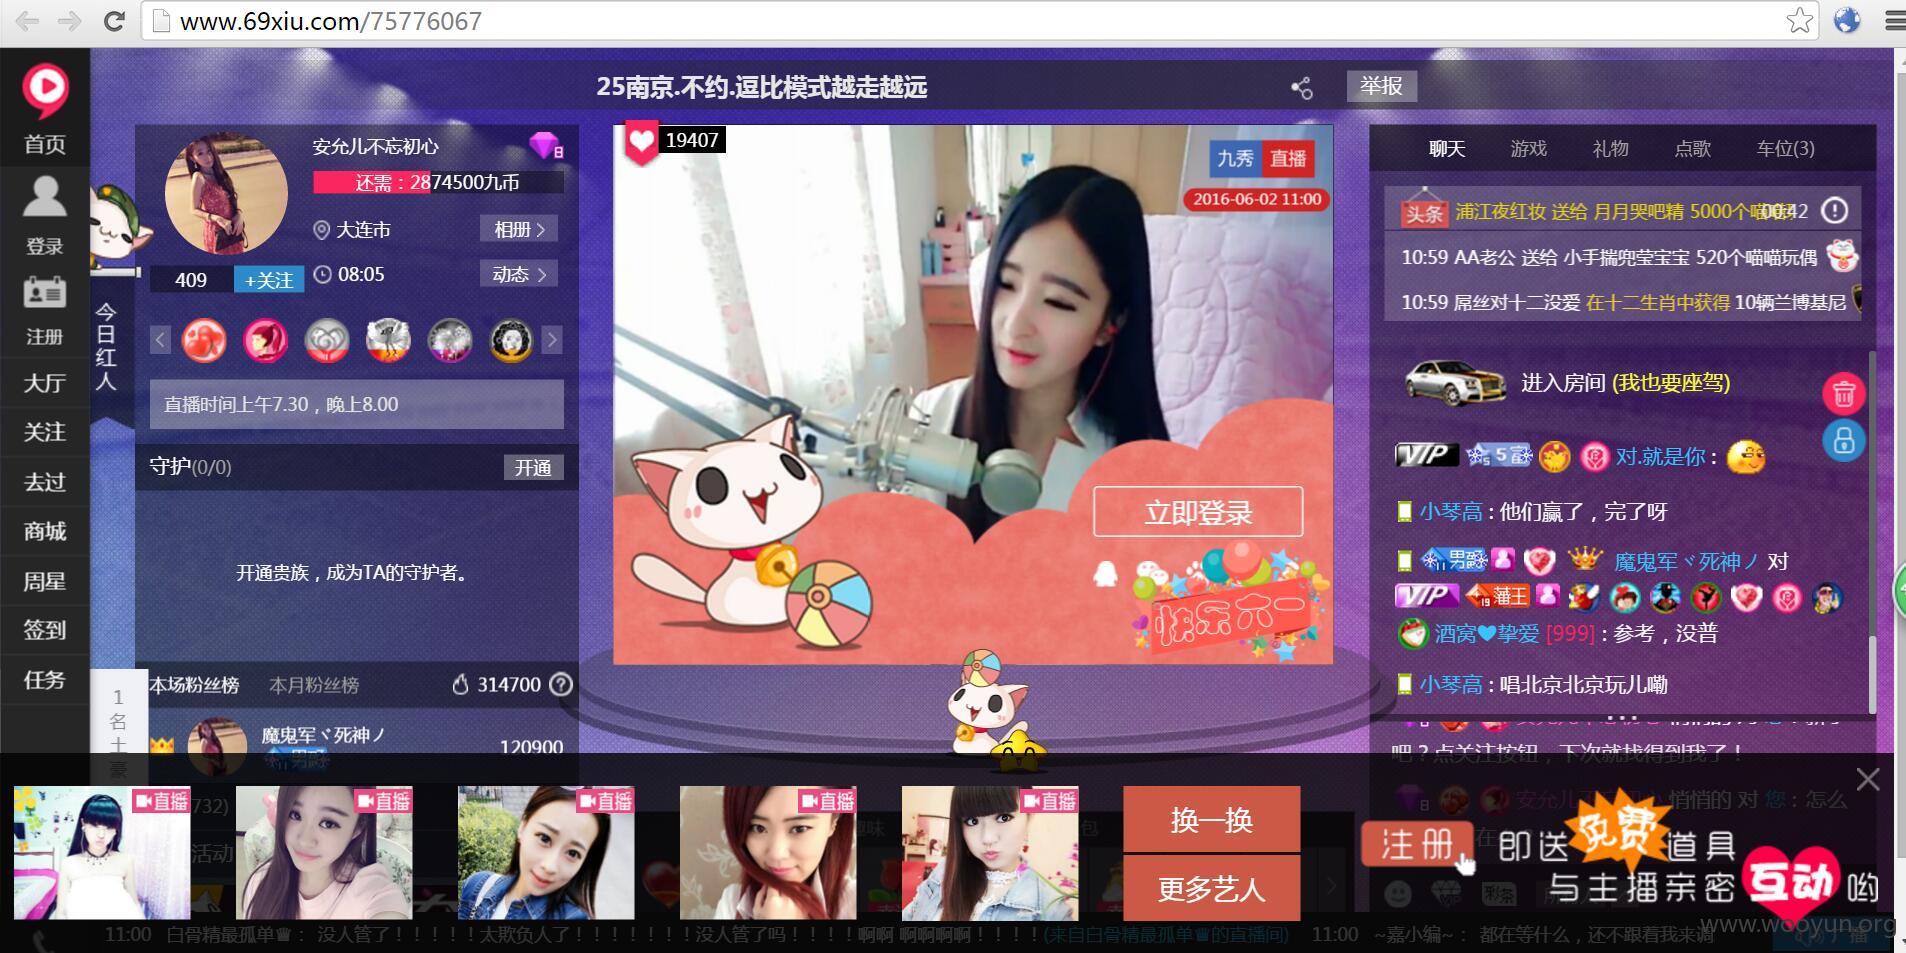 www.69xiu.com/75776067
25南京.不约.逗比模式越走越远
举报
首页
登录
注册
大厅
关注
去过
商城
周星
签到
任务
今日红人
安允儿不忘初心
还需：2874500九币
大连市
相册
409
+关注
08:05
动态
直播时间上午7.30，晚上8.00
守护(0/0)
开通
开通贵族，成为TA的守护者。
本场粉丝榜
本月粉丝榜
314700
1名土豪
魔鬼军ヾ死神ノ
男爵
120900
19407
九秀 直播
2016-06-02 11:00
立即登录
快乐六一
聊天
游戏
礼物
点歌
车位(3)
头条 浦江夜红妆 送给 月月哭吧精 5000个喵
00:42
10:59 AA老公 送给 小手揣兜莹宝宝 520个喵喵玩偶
10:59 屌丝对十二没爱 在十二生肖中获得 10辆兰博基尼
进入房间 (我也要座驾)
VIP 5 富 对.就是你：
小琴高：他们赢了，完了呀
男爵 魔鬼军ヾ死神ノ 对
VIP 19 藩王
酒窝♥挚爱 [999]：参考，没普
小琴高：唱北京北京玩儿嘞
吧？点关注按钮，下次就找得到我了！
安允儿不忘初心 悄悄的 对 您：怎么
直播
直播
直播
直播
直播
换一换
更多艺人
732)
活动
注册 即送免费道具
与主播亲密互动哟
11:00 白骨精最孤单♛： 没人管了！！！！！太欺负人了！！！！！！！没人管了吗！！！！啊啊 啊啊啊啊！！！！(来自白骨精最孤单♛的直播间)
11:00 ~嘉小编~： 都在等什么，还不跟着我来调
www.wooyun.org